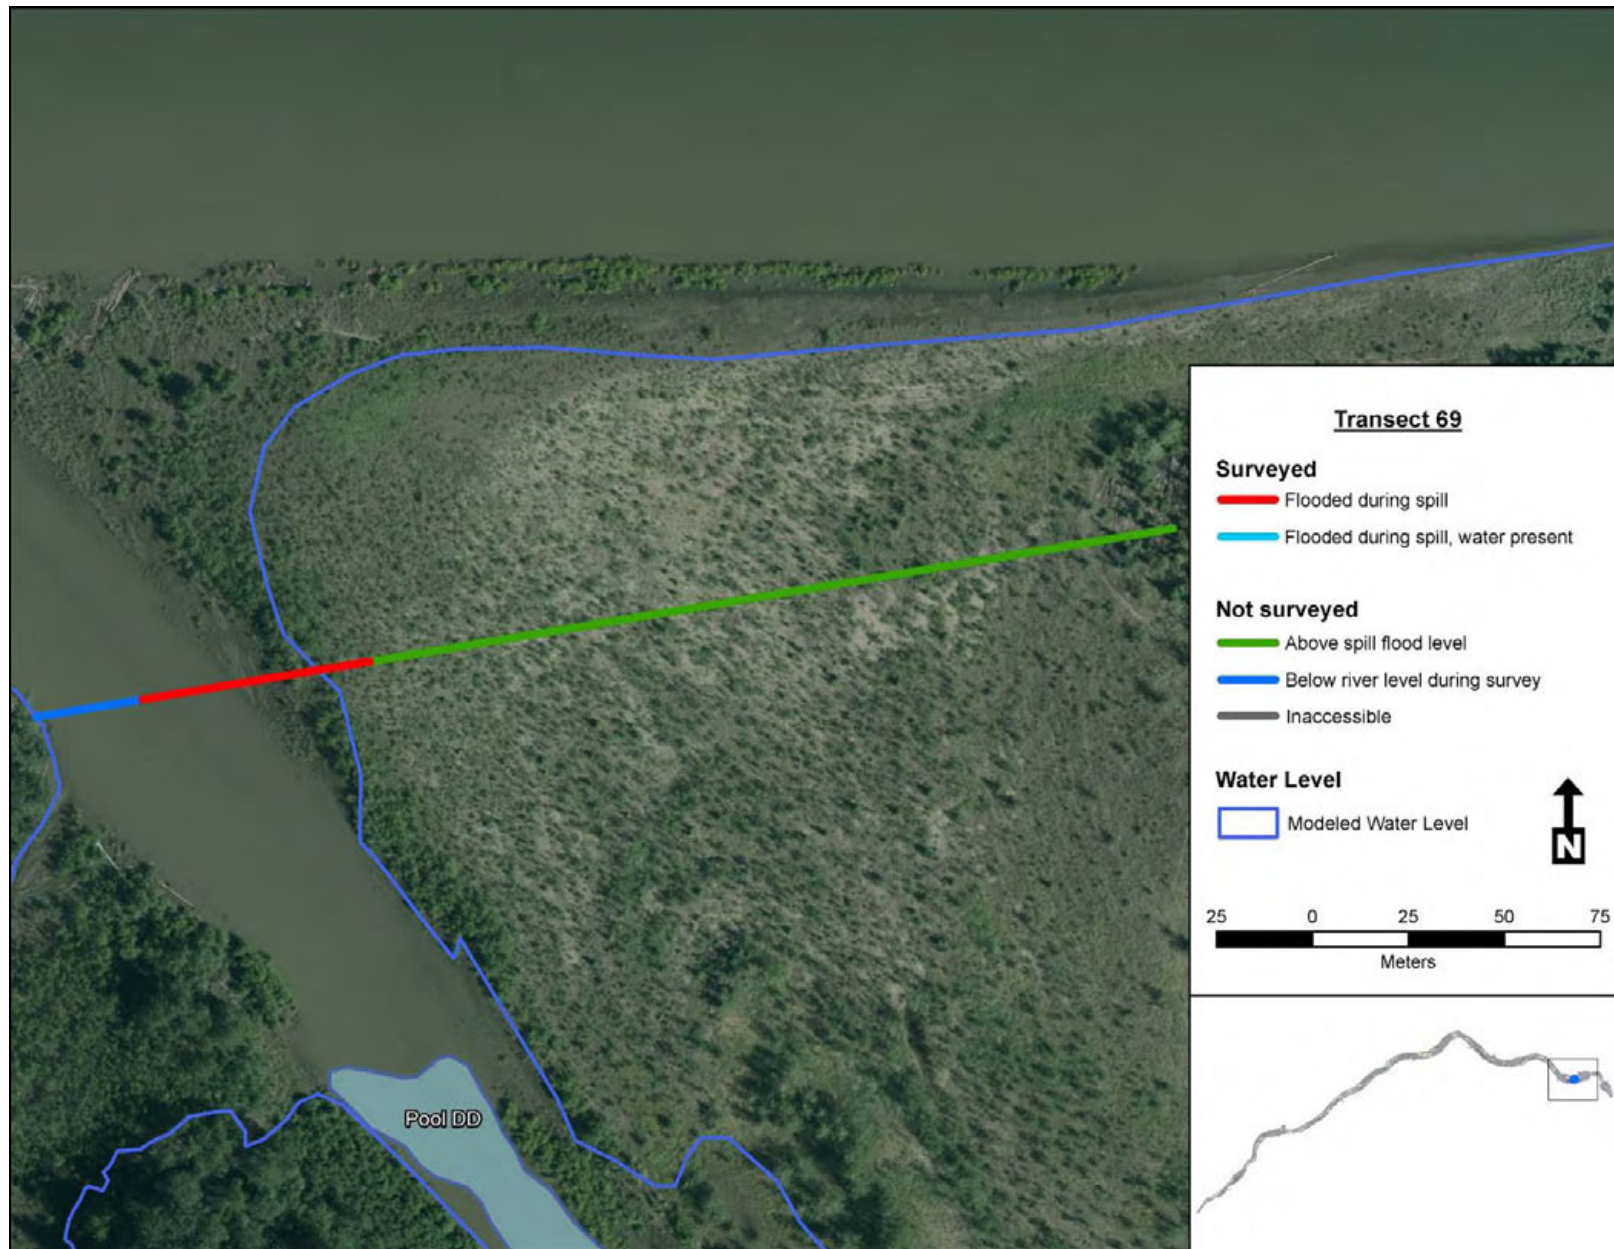 Transect 69
Surveyed
Flooded during spill
Flooded during spill, water present
Not surveyed
Above spill flood level
Below river level during survey
Inaccessible
Water Level
Modeled Water Level
N
25 0 25 50 75
Meters
Pool DD